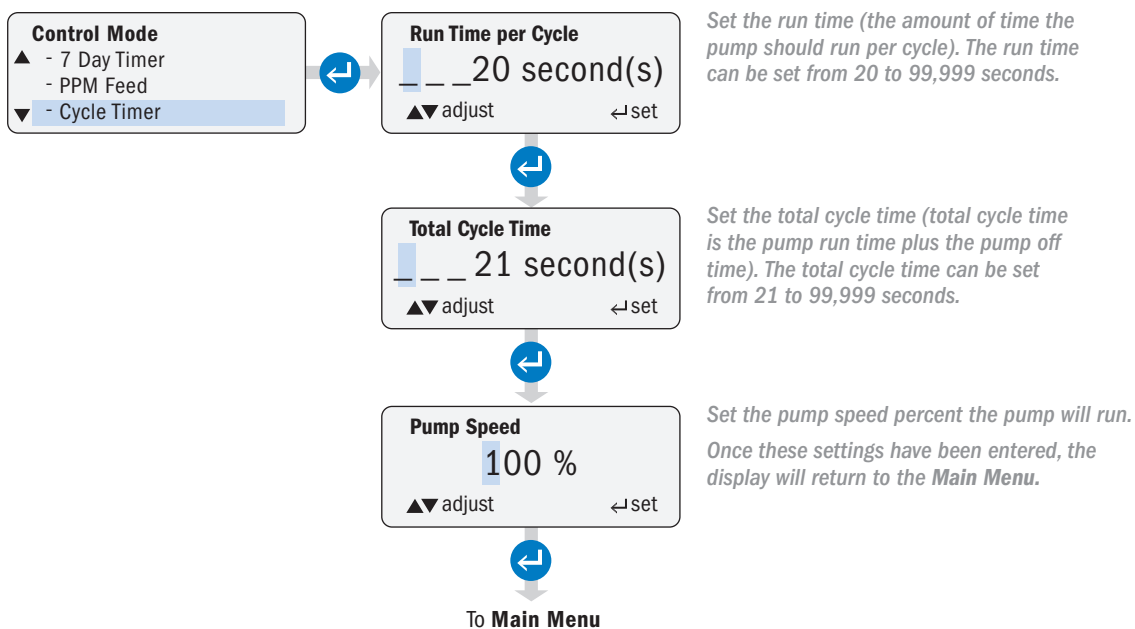 Control Mode
▲ - 7 Day Timer
- PPM Feed
▼ - Cycle Timer
Run Time per Cycle
_ _ _20 second(s)
▲▼ adjust ↵ set
Set the run time (the amount of time the
pump should run per cycle). The run time
can be set from 20 to 99,999 seconds.
Total Cycle Time
_ _ _ 21 second(s)
▲▼ adjust ↵ set
Set the total cycle time (total cycle time
is the pump run time plus the pump off
time). The total cycle time can be set
from 21 to 99,999 seconds.
Pump Speed
100 %
▲▼ adjust ↵ set
Set the pump speed percent the pump will run.
Once these settings have been entered, the
display will return to the Main Menu.
To Main Menu